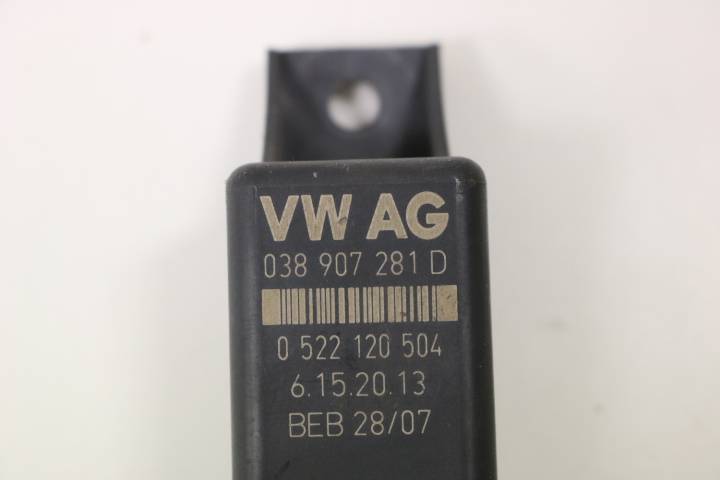 VW AG
038 907 281 D
0 522 120 504
6.15.20.13
BEB 28/07